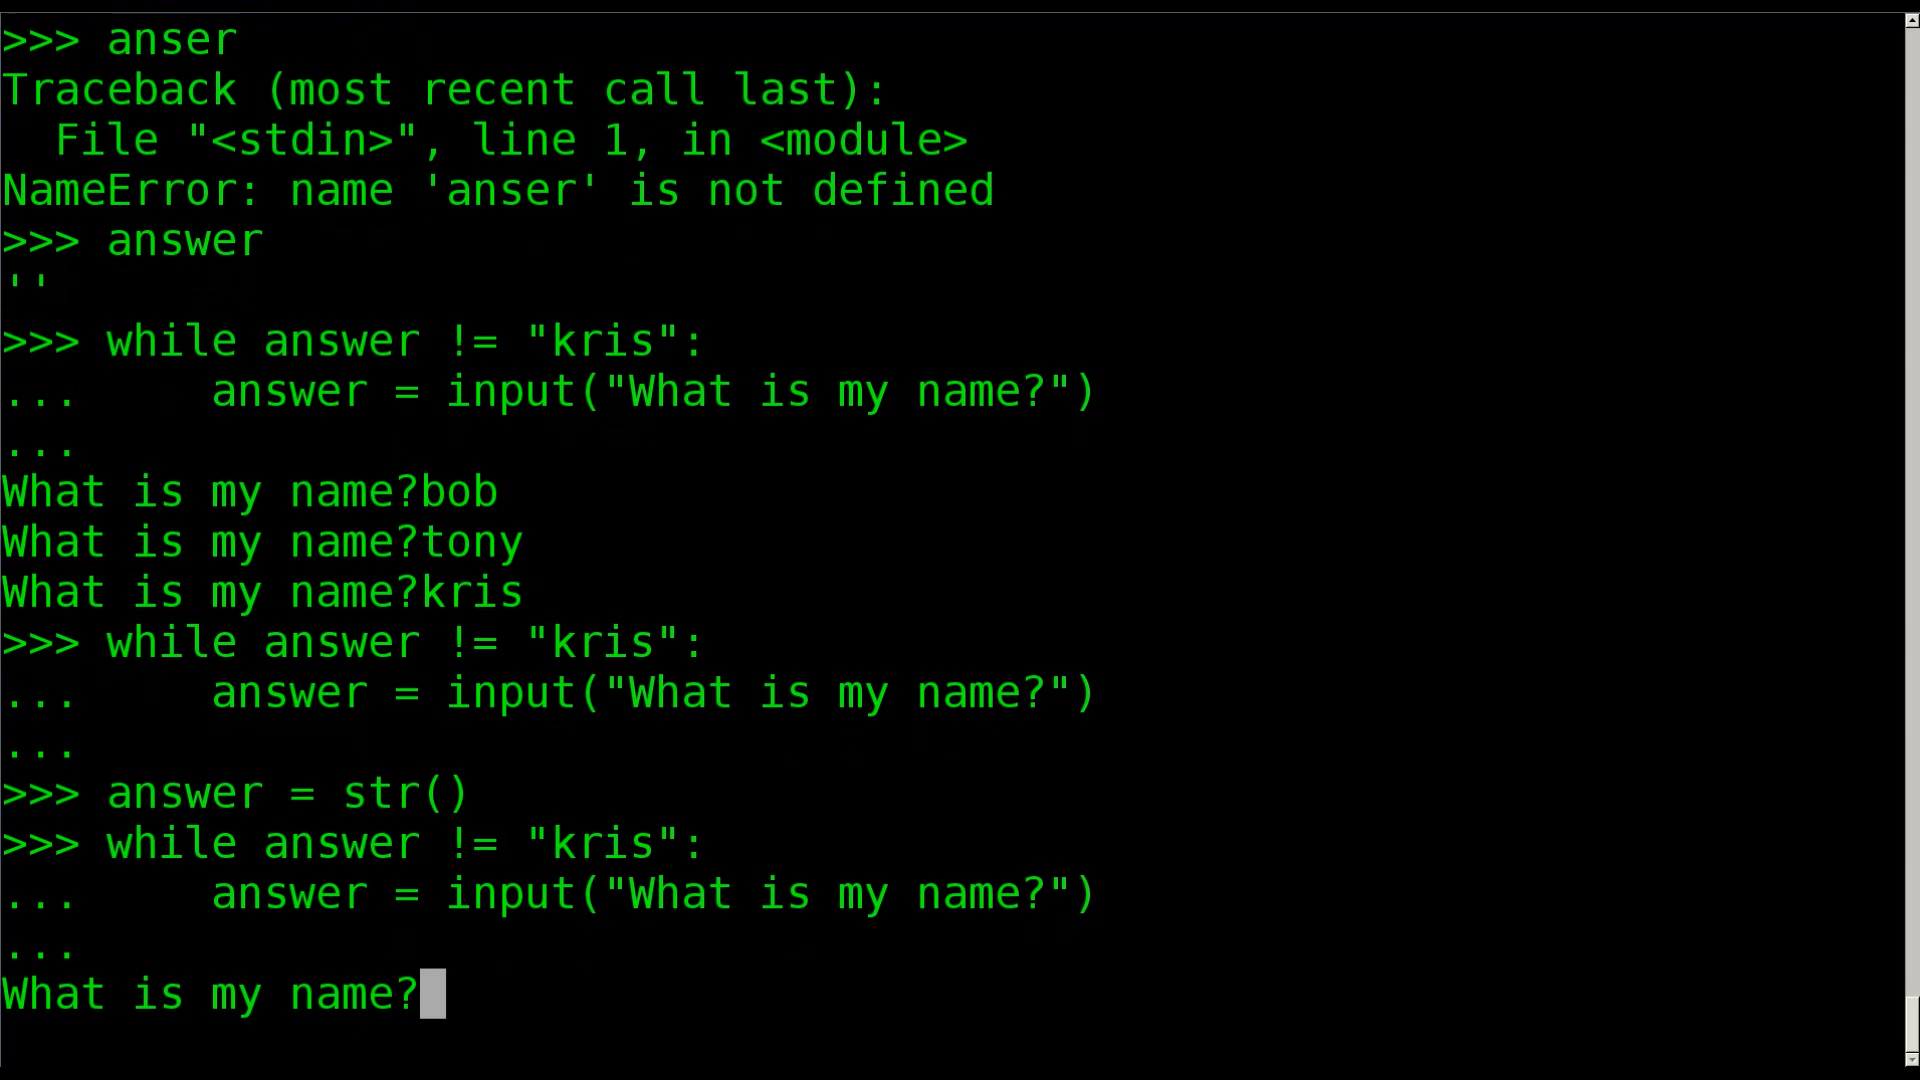 >>> anser
Traceback (most recent call last):
  File "<stdin>", line 1, in <module>
NameError: name 'anser' is not defined
>>> answer
''
>>> while answer != "kris":
...     answer = input("What is my name?")
...
What is my name?bob
What is my name?tony
What is my name?kris
>>> while answer != "kris":
...     answer = input("What is my name?")
...
>>> answer = str()
>>> while answer != "kris":
...     answer = input("What is my name?")
...
What is my name?